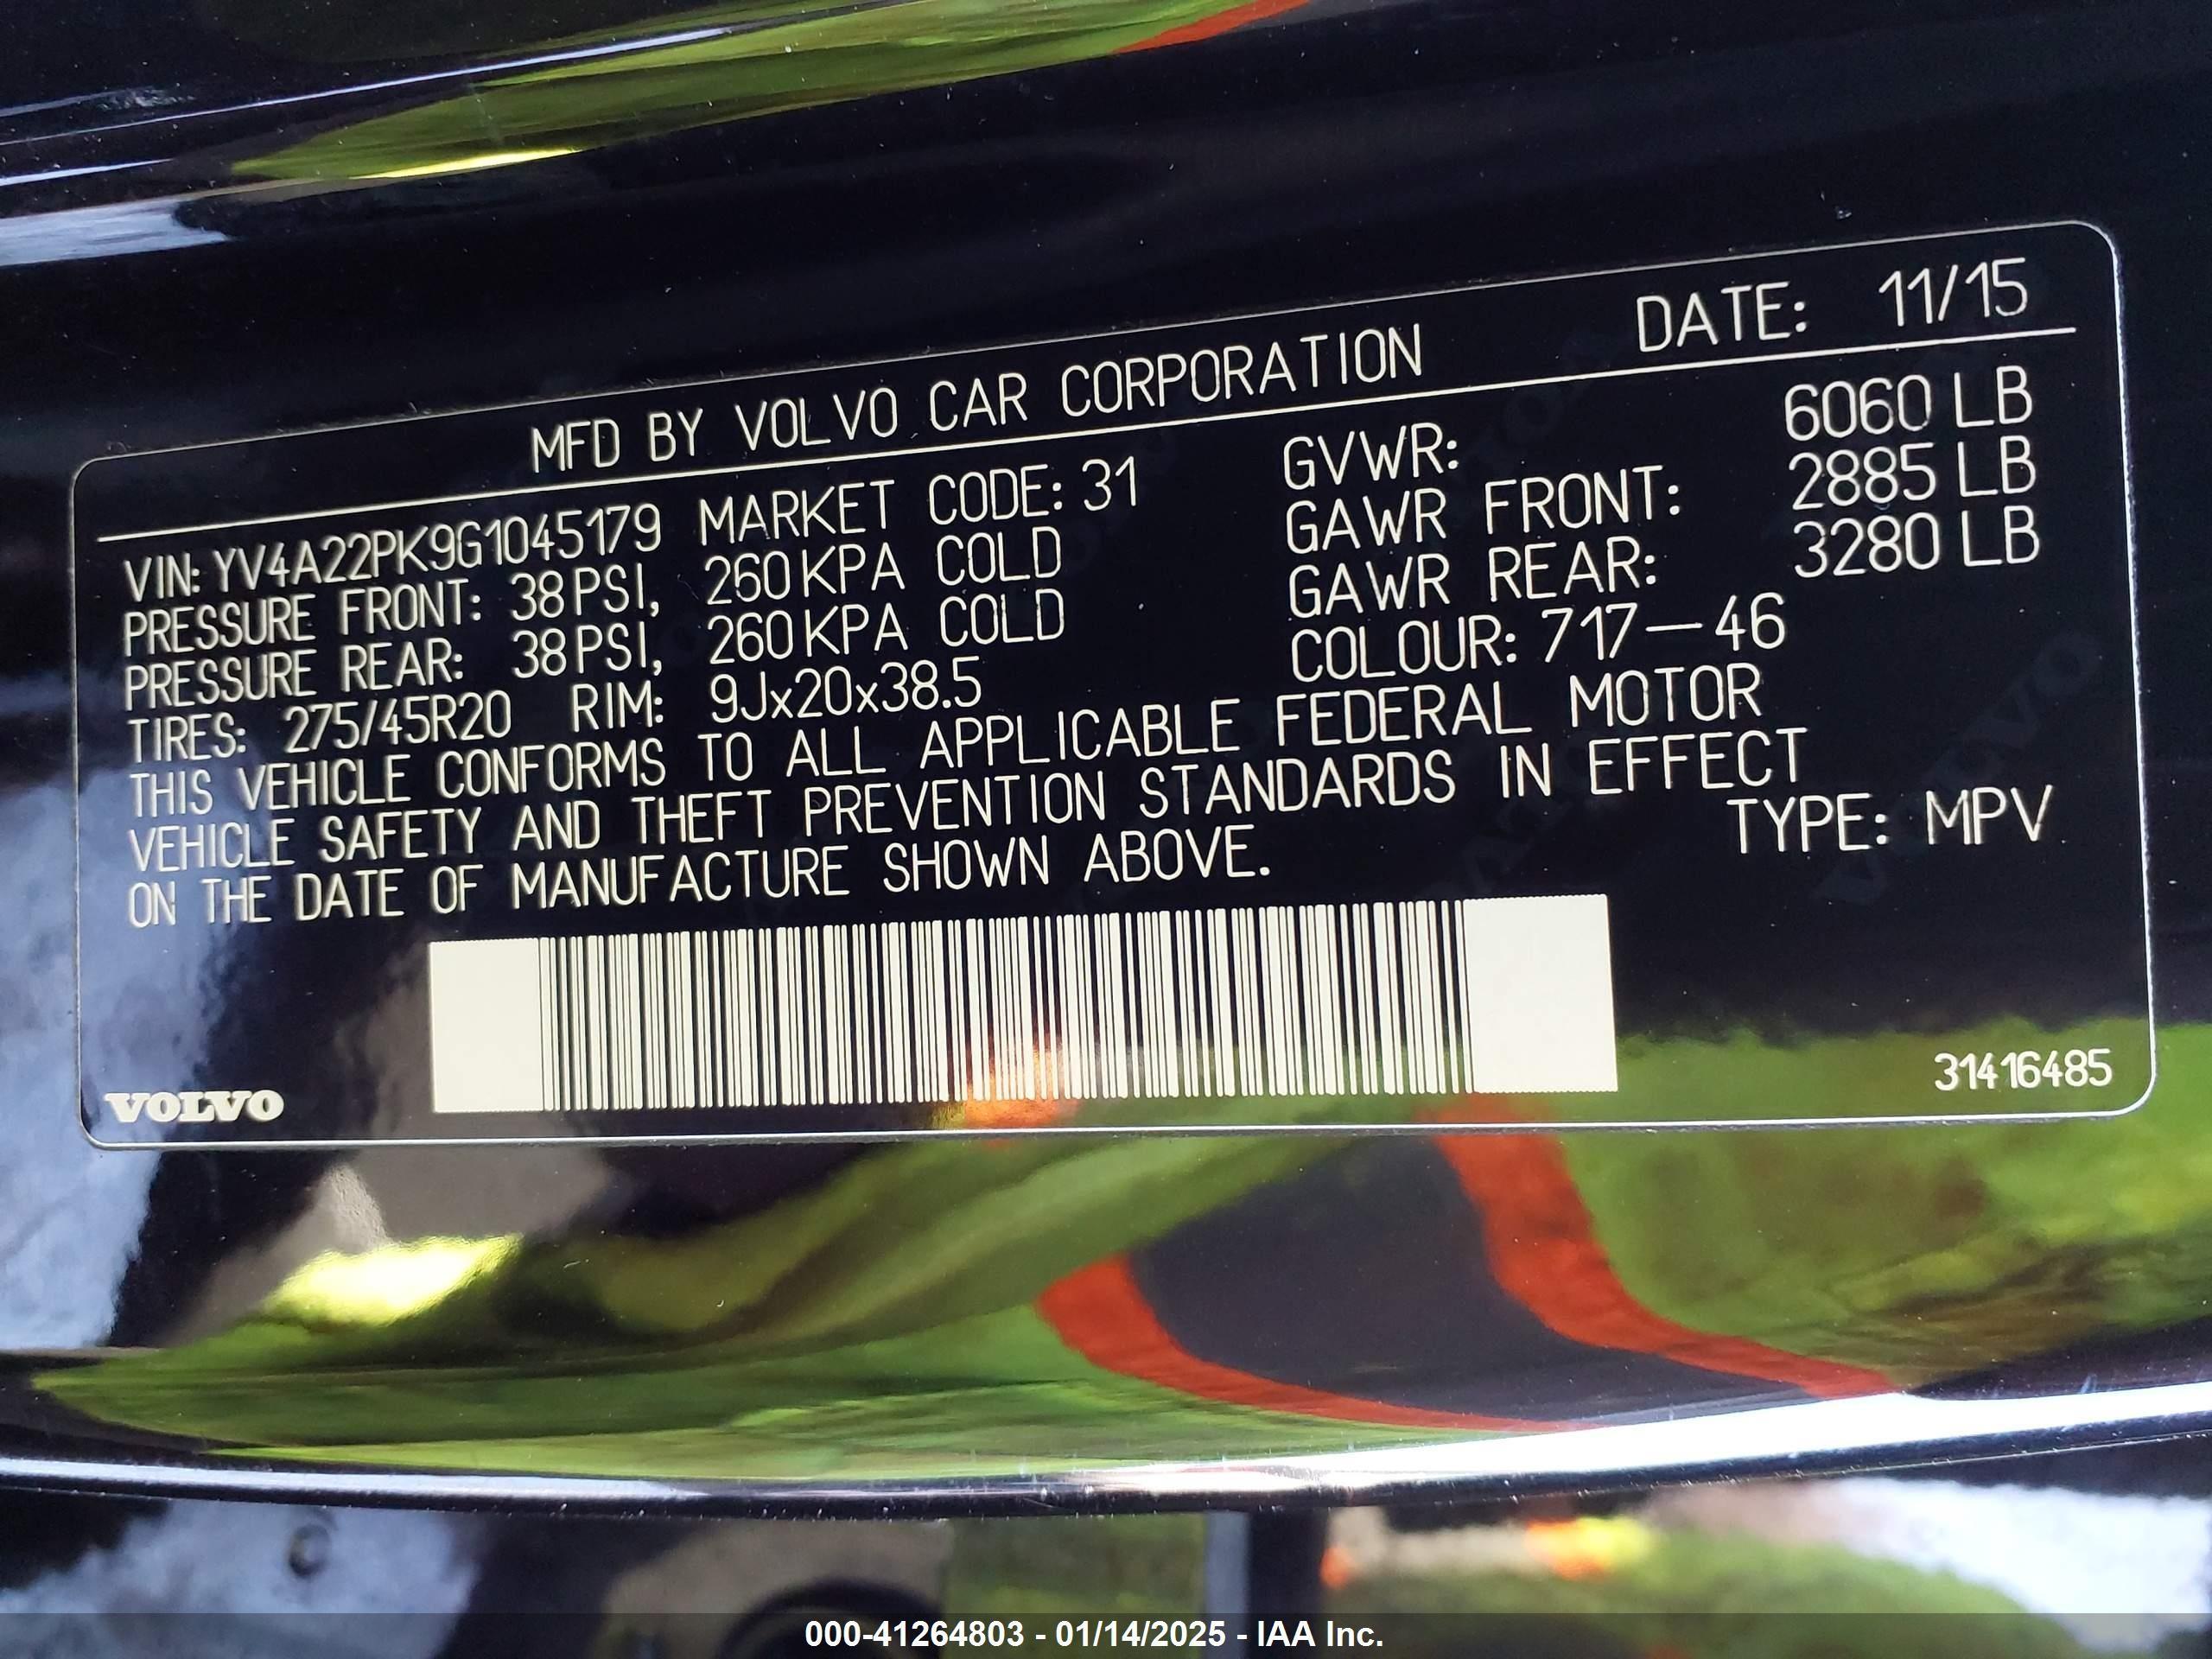 MFD BY VOLVO CAR CORPORATION DATE: 11/15
VIN: YV4A22PK9G1045179 MARKET CODE: 31 GVWR: 6060 LB
PRESSURE FRONT: 38 PSI, 260 KPA COLD GAWR FRONT: 2885 LB
PRESSURE REAR: 38 PSI, 260 KPA COLD GAWR REAR: 3280 LB
TIRES: 275/45R20 RIM: 9Jx20x38.5 COLOUR: 717-46
THIS VEHICLE CONFORMS TO ALL APPLICABLE FEDERAL MOTOR
VEHICLE SAFETY AND THEFT PREVENTION STANDARDS IN EFFECT
ON THE DATE OF MANUFACTURE SHOWN ABOVE. TYPE: MPV
VOLVO 31416485
000-41264803 - 01/14/2025 - IAA Inc.